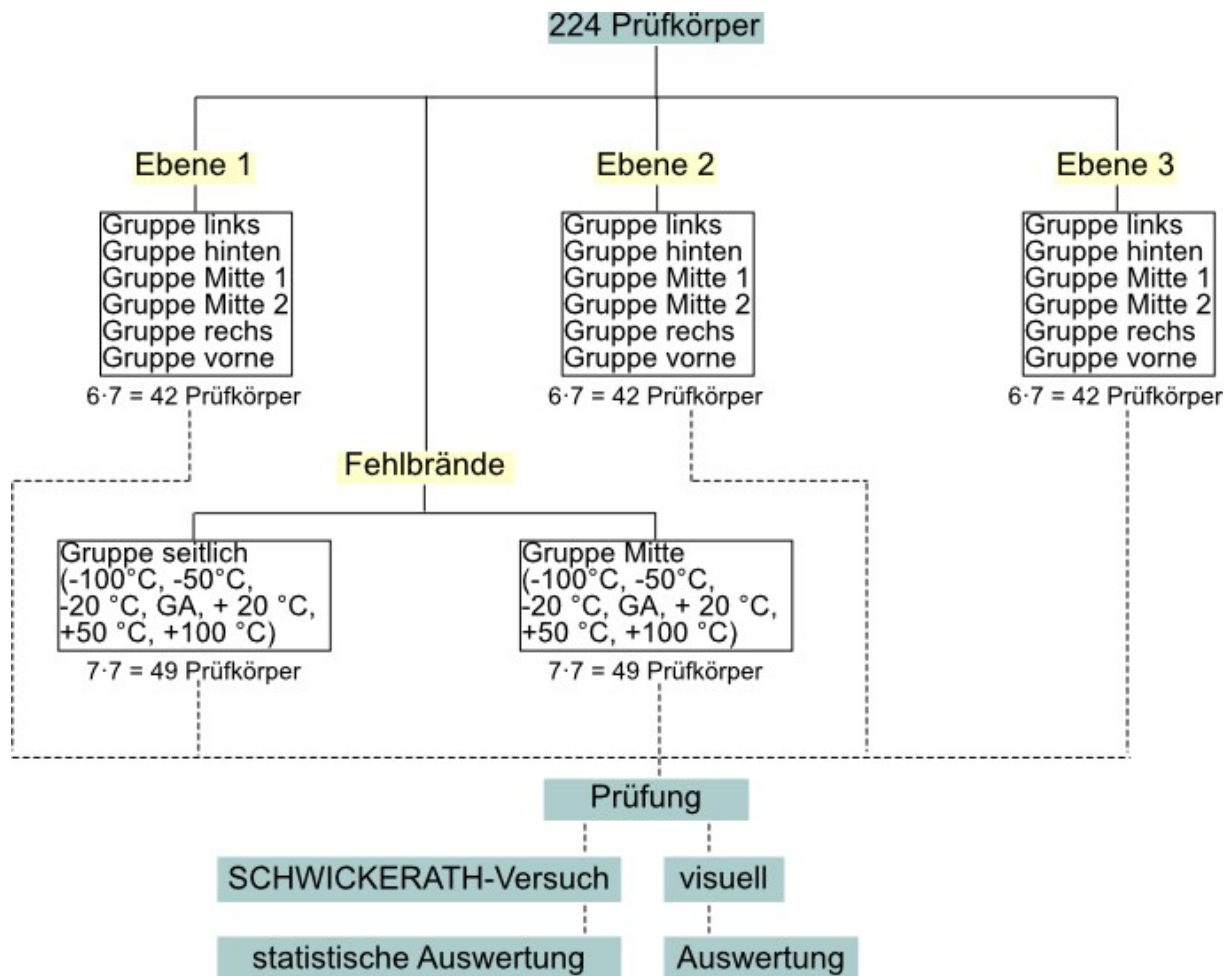 224 Prüfkörper
Ebene 1
Gruppe links
Gruppe hinten
Gruppe Mitte 1
Gruppe Mitte 2
Gruppe rechs
Gruppe vorne
6·7 = 42 Prüfkörper
Ebene 2
Gruppe links
Gruppe hinten
Gruppe Mitte 1
Gruppe Mitte 2
Gruppe rechs
Gruppe vorne
6·7 = 42 Prüfkörper
Ebene 3
Gruppe links
Gruppe hinten
Gruppe Mitte 1
Gruppe Mitte 2
Gruppe rechs
Gruppe vorne
6·7 = 42 Prüfkörper
Fehlbrände
Gruppe seitlich
(-100°C, -50°C,
-20 °C, GA, + 20 °C,
+50 °C, +100 °C)
7·7 = 49 Prüfkörper
Gruppe Mitte
(-100°C, -50°C,
-20 °C, GA, + 20 °C,
+50 °C, +100 °C)
7·7 = 49 Prüfkörper
Prüfung
SCHWICKERATH-Versuch
visuell
statistische Auswertung
Auswertung